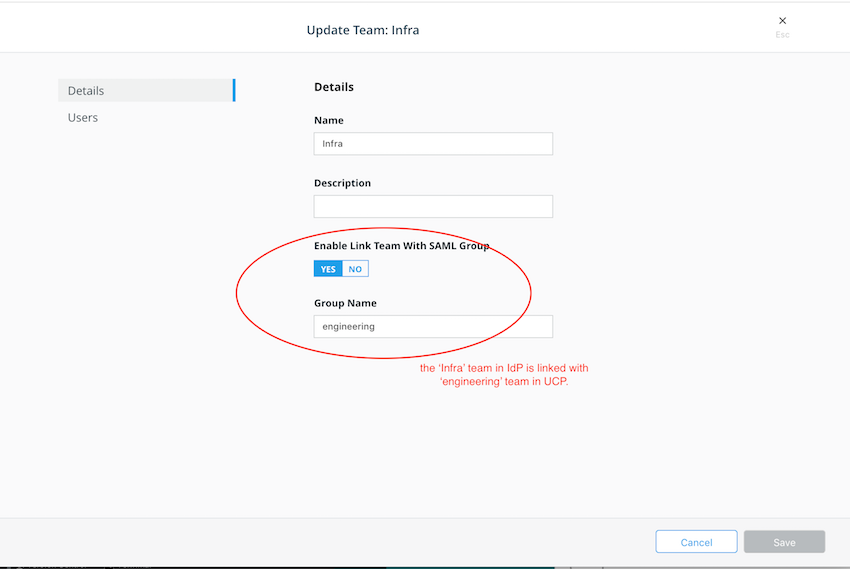 Update Team: Infra
Esc
Details
Users
Details
Name
Infra
Description
Enable Link Team With SAML Group
YES NO
Group Name
engineering
the ‘Infra’ team in IdP is linked with
‘engineering’ team in UCP.
Cancel
Save